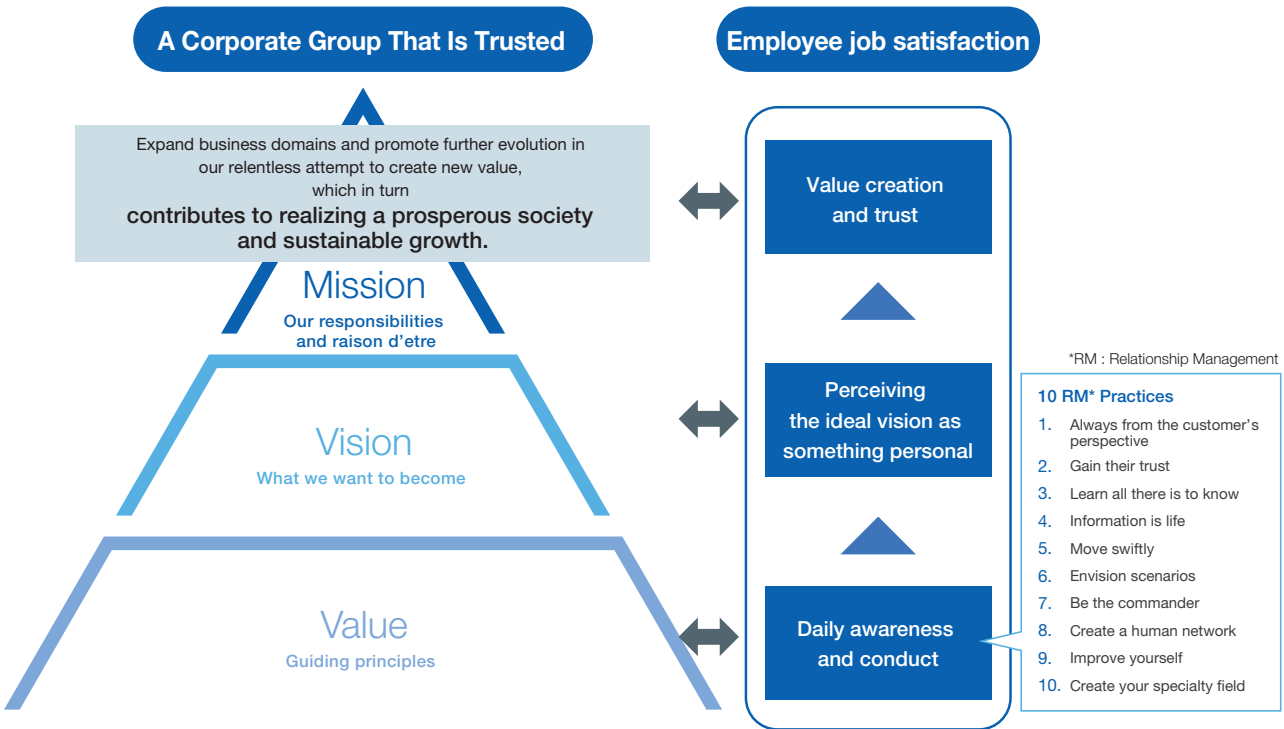 A Corporate Group That Is Trusted
Expand business domains and promote further evolution in
our relentless attempt to create new value,
which in turn
contributes to realizing a prosperous society
and sustainable growth.
Mission
Our responsibilities
and raison d'etre
Vision
What we want to become
Value
Guiding principles
Employee job satisfaction
Value creation
and trust
Perceiving
the ideal vision as
something personal
Daily awareness
and conduct
*RM : Relationship Management
10 RM* Practices
1. Always from the customer's
perspective
2. Gain their trust
3. Learn all there is to know
4. Information is life
5. Move swiftly
6. Envision scenarios
7. Be the commander
8. Create a human network
9. Improve yourself
10. Create your specialty field